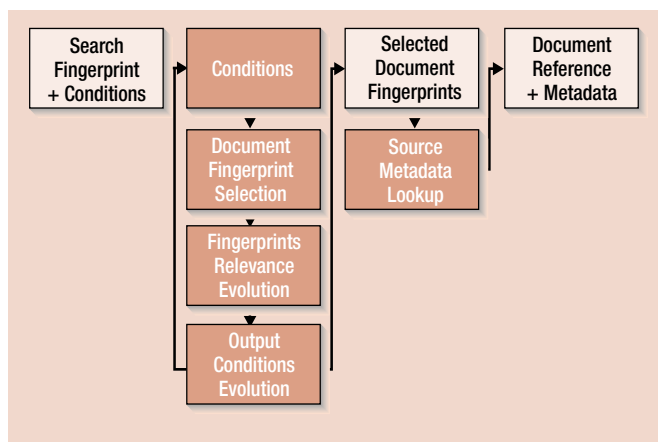 Search
Fingerprint
+ Conditions
Conditions
Document
Fingerprint
Selection
Fingerprints
Relevance
Evolution
Output
Conditions
Evolution
Selected
Document
Fingerprints
Source
Metadata
Lookup
Document
Reference
+ Metadata